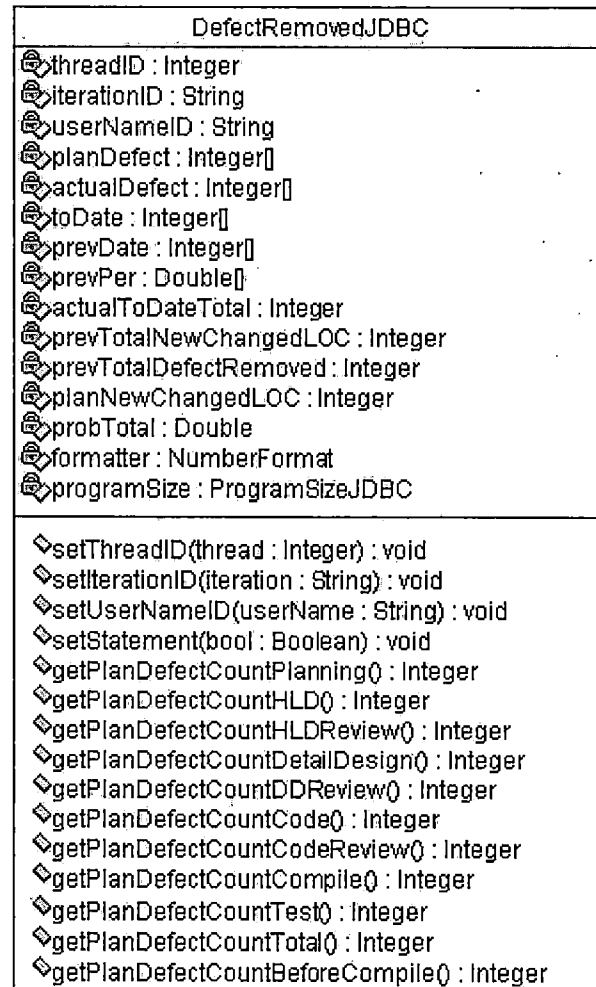 DefectRemovedJDBC
threadID : Integer
iterationID : String
userNameID : String
planDefect : Integer[]
actualDefect : Integer[]
toDate : Integer[]
prevDate : Integer[]
prevPer : Double[]
actualToDateTotal : Integer
prevTotalNewChangedLOC : Integer
prevTotalDefectRemoved : Integer
planNewChangedLOC : Integer
probTotal : Double
formatter : NumberFormat
programSize : ProgramSizeJDBC
setThreadID(thread : Integer) : void
setIterationID(iteration : String) : void
setUserNameID(userName : String) : void
setStatement(bool : Boolean) : void
getPlanDefectCountPlanning() : Integer
getPlanDefectCountHLD() : Integer
getPlanDefectCountHLDReview() : Integer
getPlanDefectCountDetailDesign() : Integer
getPlanDefectCountDDReview() : Integer
getPlanDefectCountCode() : Integer
getPlanDefectCountCodeReview() : Integer
getPlanDefectCountCompile() : Integer
getPlanDefectCountTest() : Integer
getPlanDefectCountTotal() : Integer
getPlanDefectCountBeforeCompile() : Integer